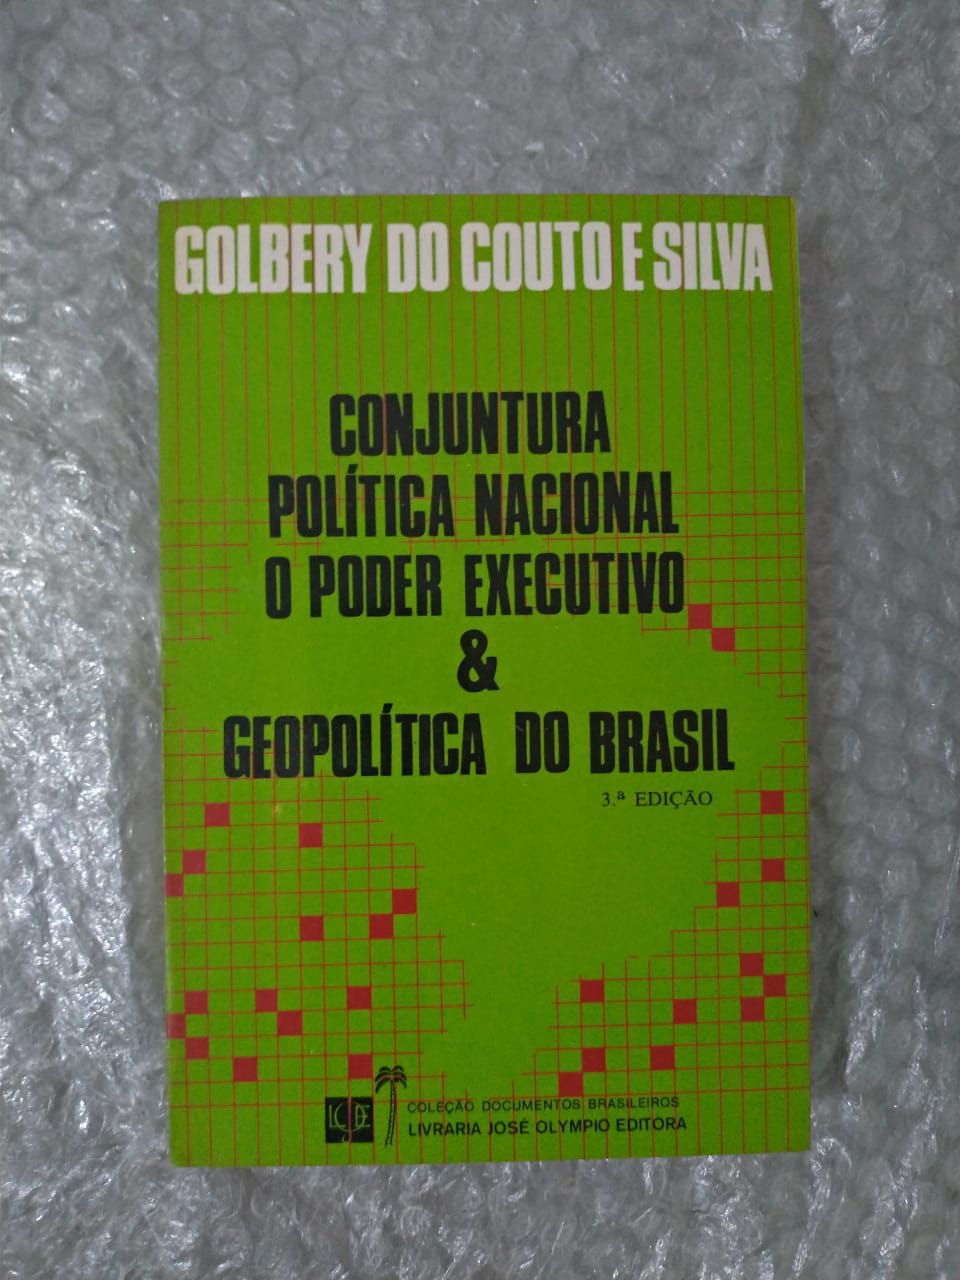 GOLBERY DO COUTO E SILVA
CONJUNTURA
POLÍTICA NACIONAL
O PODER EXECUTIVO
&
GEOPOLÍTICA DO BRASIL
3.ª EDIÇÃO
COLEÇÃO DOCUMENTOS BRASILEIROS
LIVRARIA JOSÉ OLYMPIO EDITORA